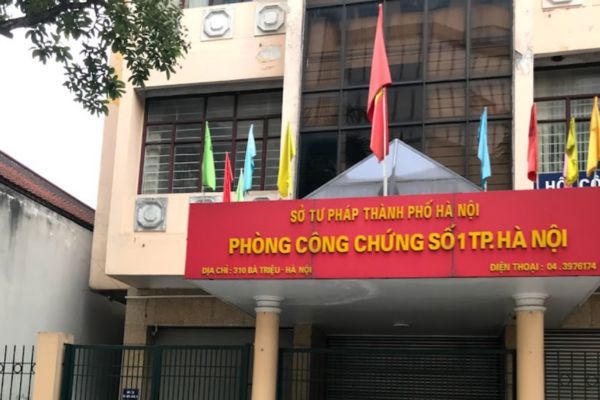 SỞ TƯ PHÁP THÀNH PHỐ HÀ NỘI
PHÒNG CÔNG CHỨNG SỐ 1 TP. HÀ NỘI
ĐỊA CHỈ : 310 BÀ TRIỆU - HÀ NỘI ĐIỆN THOẠI : 04 .3976174